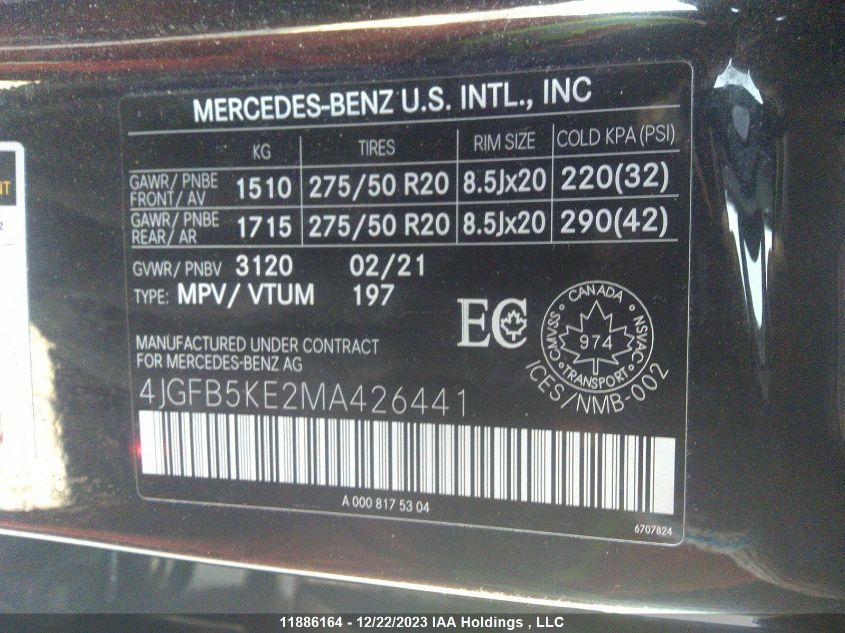 MERCEDES-BENZ U.S. INTL., INC
KG TIRES RIM SIZE COLD KPA (PSI)
GAWR/ PNBE FRONT/ AV 1510 275/50 R20 8.5Jx20 220(32)
GAWR/ PNBE REAR/ AR 1715 275/50 R20 8.5Jx20 290(42)
GVWR/ PNBV 3120 02/21
TYPE: MPV/ VTUM 197
EC
CANADA
CMVSS 974 NSVAC
TRANSPORT
ICES/NMB-002
MANUFACTURED UNDER CONTRACT
FOR MERCEDES-BENZ AG
4JGFB5KE2MA426441
A 000 817 53 04
6707824
11886164 - 12/22/2023 IAA Holdings , LLC